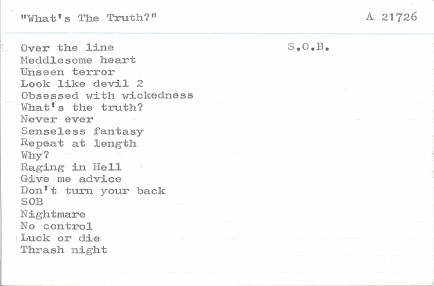 "What's The Truth?" A 21726
Over the line S.O.B.
Meddlesome heart
Unseen terror
Look like devil 2
Obsessed with wickedness
What's the truth?
Never ever
Senseless fantasy
Repeat at length
Why?
Raging in Hell
Give me advice
Don't turn your back
SOB
Nightmare
No control
Luck or die
Thrash night